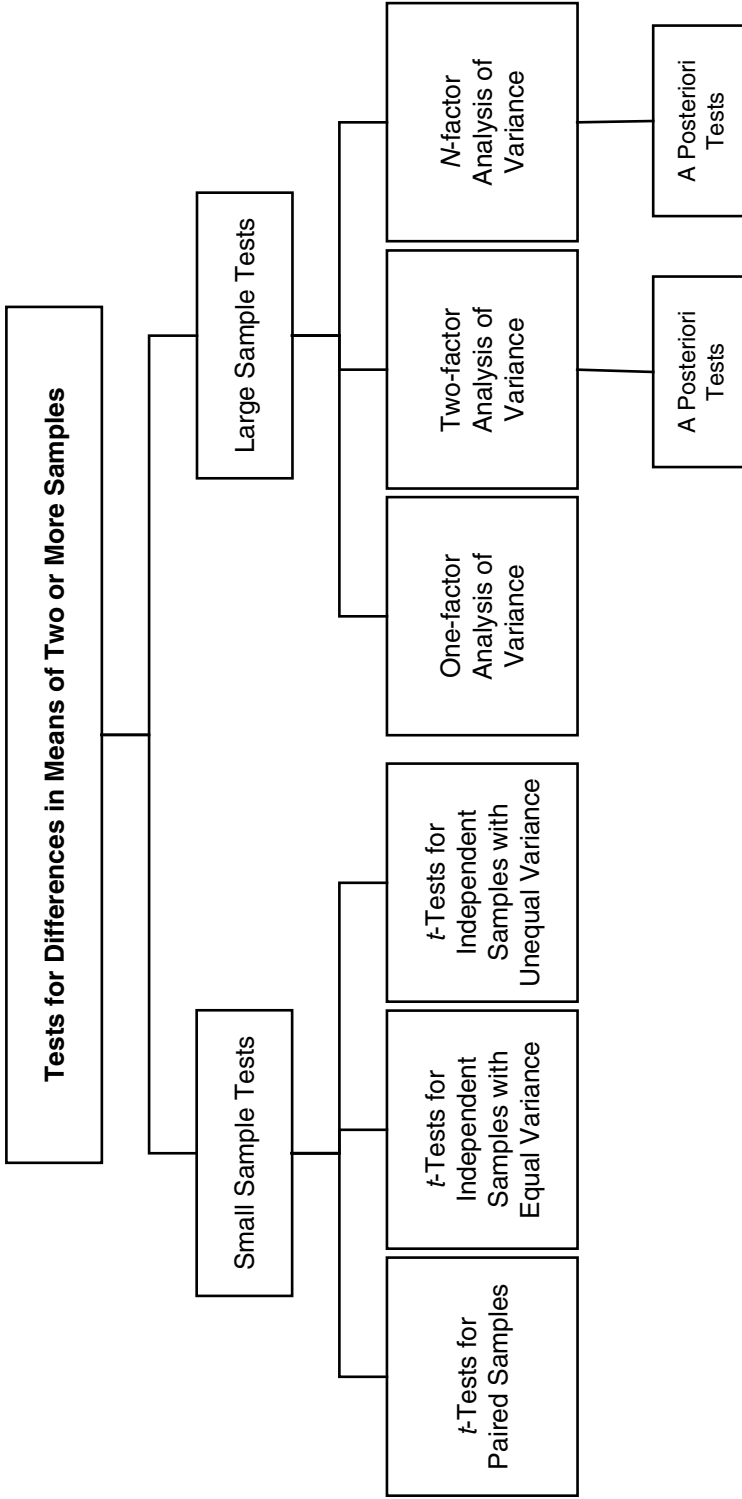 Tests for Differences in Means of Two or More Samples
Small Sample Tests
Large Sample Tests
t-Tests for
Paired Samples
t-Tests for
Independent
Samples with
Equal Variance
t-Tests for
Independent
Samples with
Unequal Variance
One-factor
Analysis of
Variance
Two-factor
Analysis of
Variance
N-factor
Analysis of
Variance
A Posteriori
Tests
A Posteriori
Tests